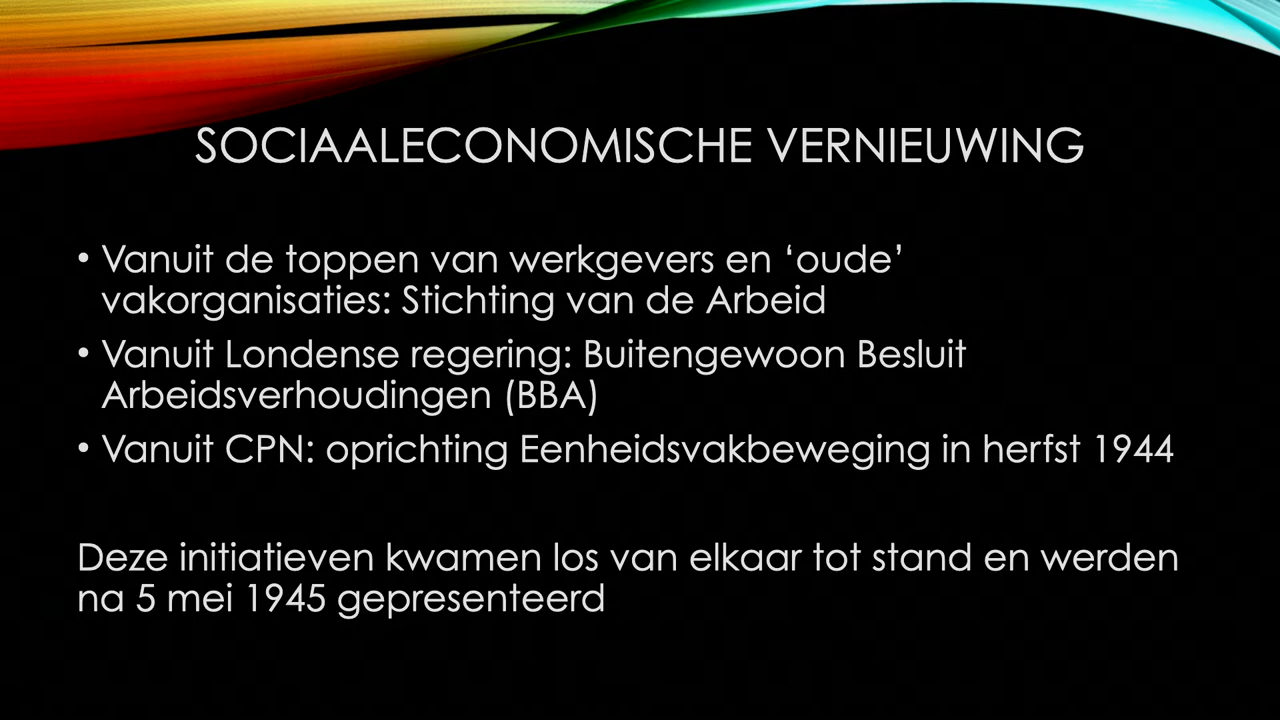 SOCIAALECONOMISCHE VERNIEUWING
• Vanuit de toppen van werkgevers en ‘oude’
vakorganisaties: Stichting van de Arbeid
• Vanuit Londense regering: Buitengewoon Besluit
Arbeidsverhoudingen (BBA)
• Vanuit CPN: oprichting Eenheidsvakbeweging in herfst 1944
Deze initiatieven kwamen los van elkaar tot stand en werden
na 5 mei 1945 gepresenteerd